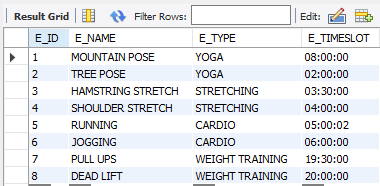 Result Grid Filter Rows: Edit:
E_ID E_NAME E_TYPE E_TIMESLOT
1 MOUNTAIN POSE YOGA 08:00:00
2 TREE POSE YOGA 02:00:00
3 HAMSTRING STRETCH STRETCHING 03:30:00
4 SHOULDER STRETCH STRETCHING 04:00:00
5 RUNNING CARDIO 05:00:02
6 JOGGING CARDIO 06:00:00
7 PULL UPS WEIGHT TRAINING 19:30:00
8 DEAD LIFT WEIGHT TRAINING 20:00:00